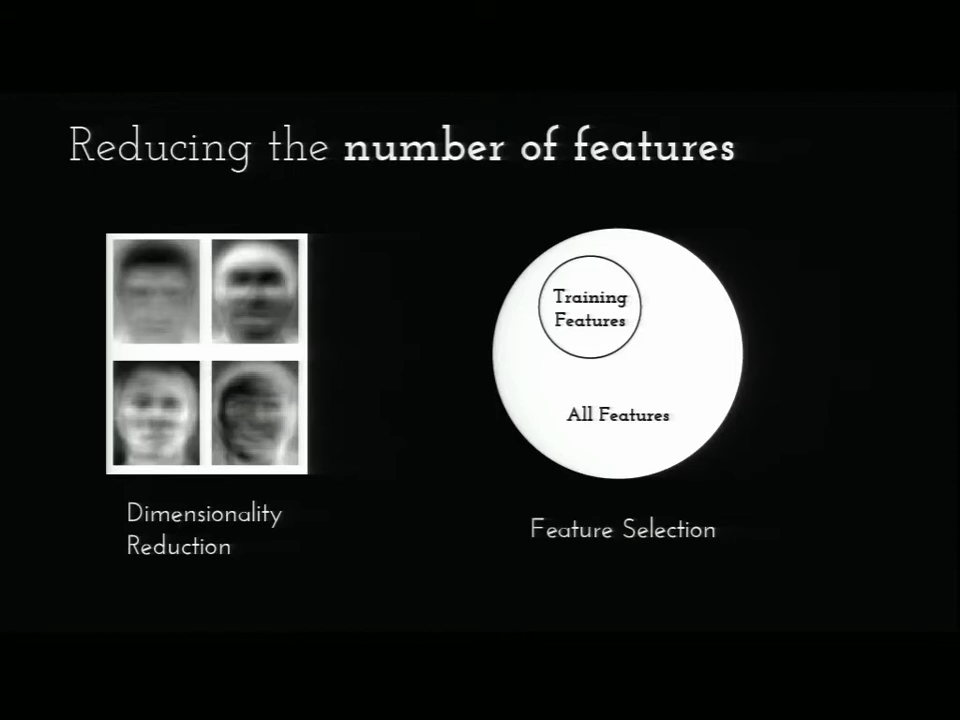 Reducing the number of features
Training
Features
All Features
Dimensionality
Reduction
Feature Selection